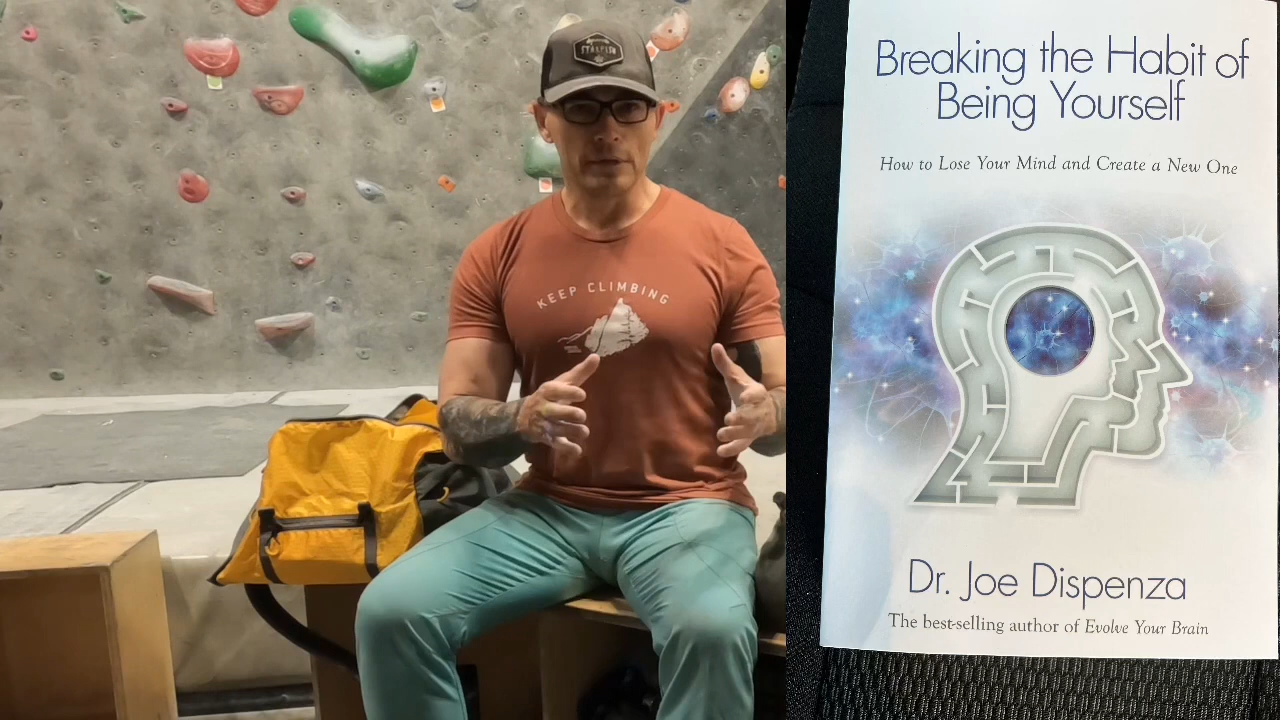 STALFISH
KEEP CLIMBING
Breaking the Habit of
Being Yourself
How to Lose Your Mind and Create a New One
Dr. Joe Dispenza
The best-selling author of Evolve Your Brain